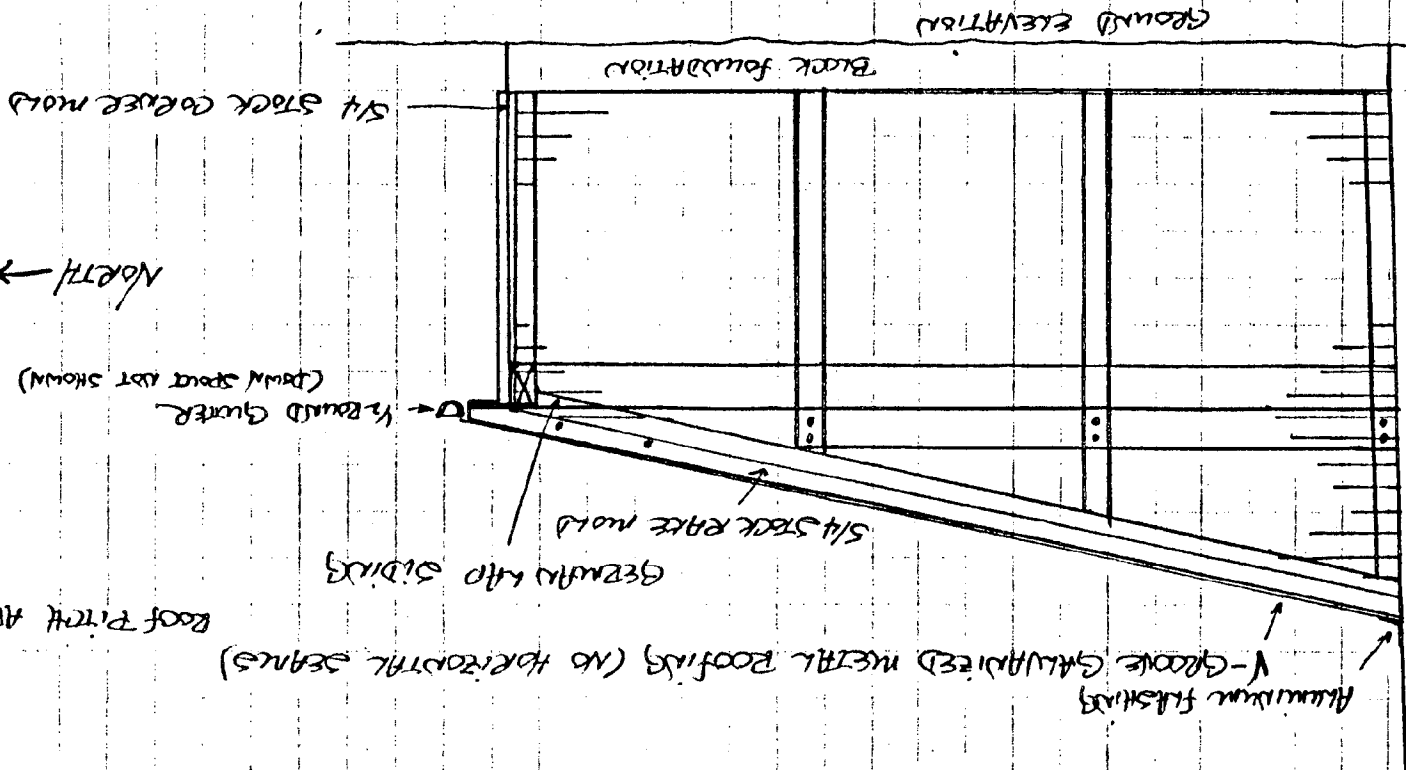 ALUMINUM FLASHING
V-GROOVE GALVANIZED METAL ROOFING (NO HORIZONTAL SEAMS)
ROOF PITCH
GERMAN LAP SIDING
5/4 STOCK RAKE MOLD
1/2 ROUND GUTTER
(DOWN SPOUT NOT SHOWN)
NORTH
5/4 STOCK CORNER MOLD
BLOCK FOUNDATION
GROUND ELEVATION